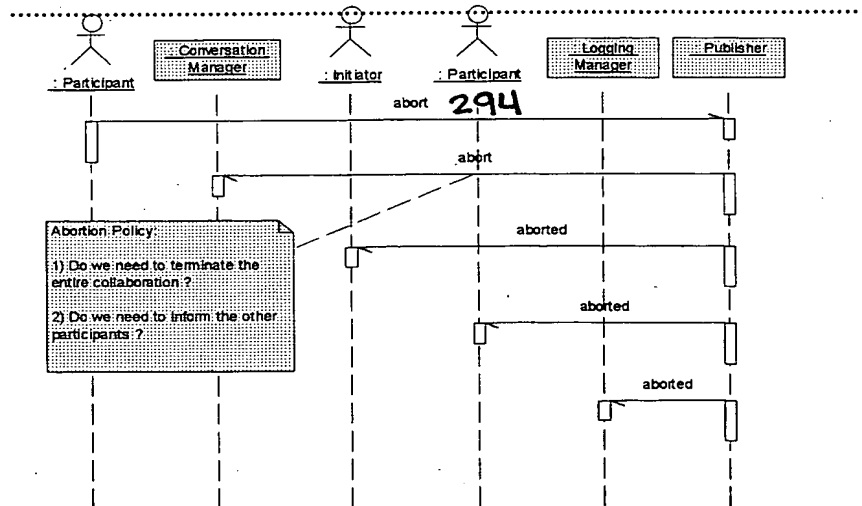 : Participant
: Conversation
Manager
: Initiator
: Participant
: Logging
Manager
: Publisher
abort 294
abort
Abortion Policy:
1) Do we need to terminate the
entire collaboration ?
2) Do we need to inform the other
participants ?
aborted
aborted
aborted